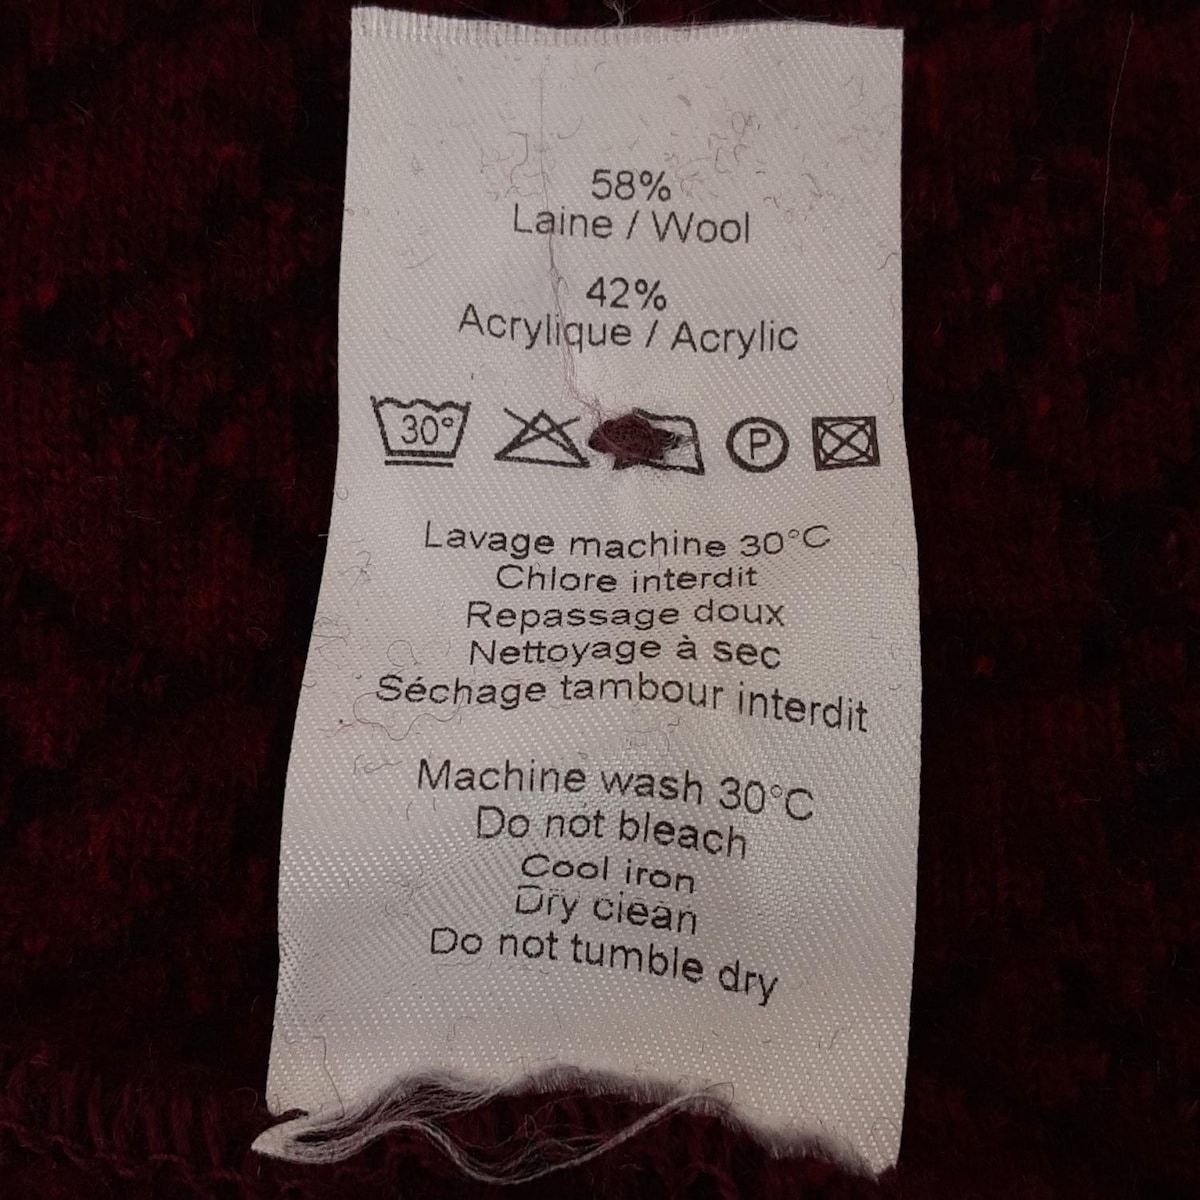 58%
Laine / Wool
42%
Acrylique / Acrylic
30° P
Lavage machine 30°C
Chlore interdit
Repassage doux
Nettoyage à sec
Séchage tambour interdit
Machine wash 30°C
Do not bleach
Cool iron
Dry clean
Do not tumble dry